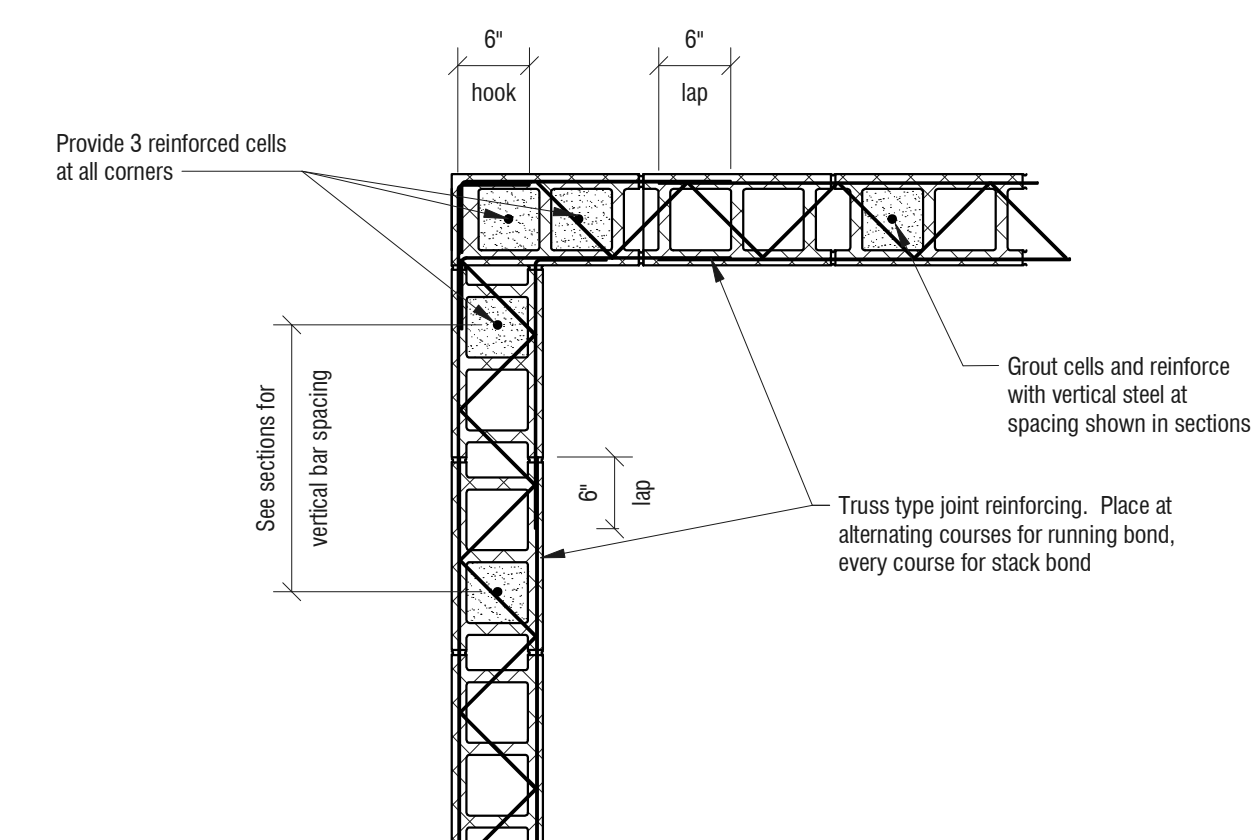 6"
hook
6"
lap
Provide 3 reinforced cells
at all corners
See sections for
vertical bar spacing
6"
lap
Grout cells and reinforce
with vertical steel at
spacing shown in sections
Truss type joint reinforcing.  Place at
alternating courses for running bond,
every course for stack bond